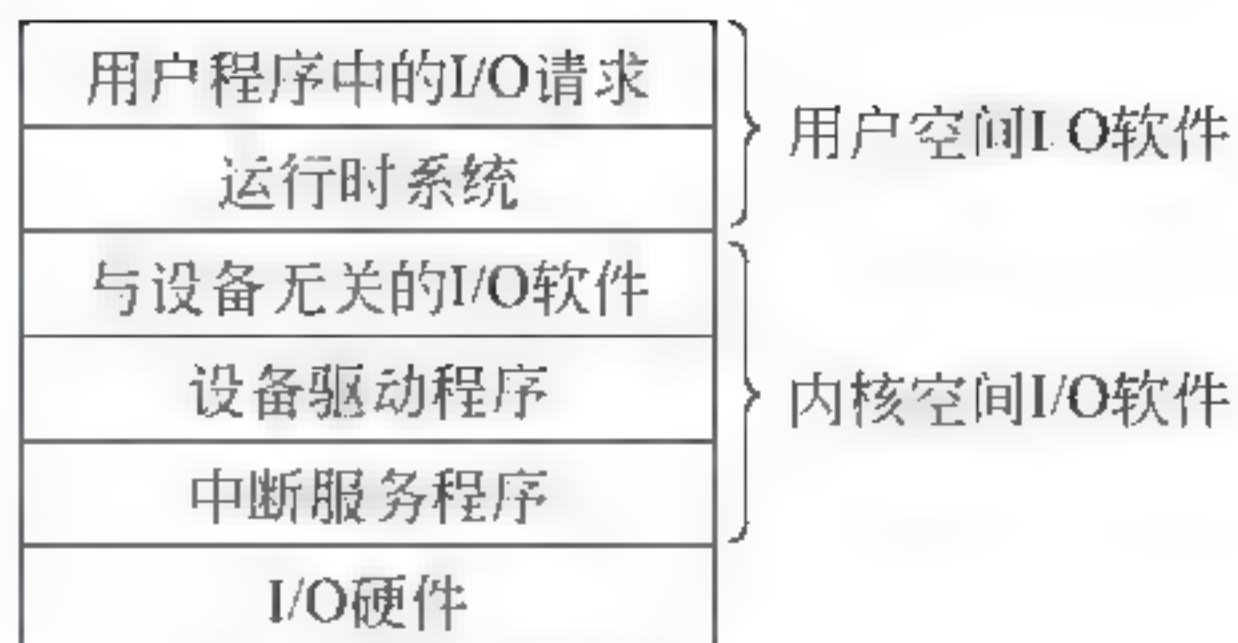 用户程序中的I/O请求
运行时系统
用户空间I/O软件
与设备无关的I/O软件
设备驱动程序
中断服务程序
内核空间I/O软件
I/O硬件